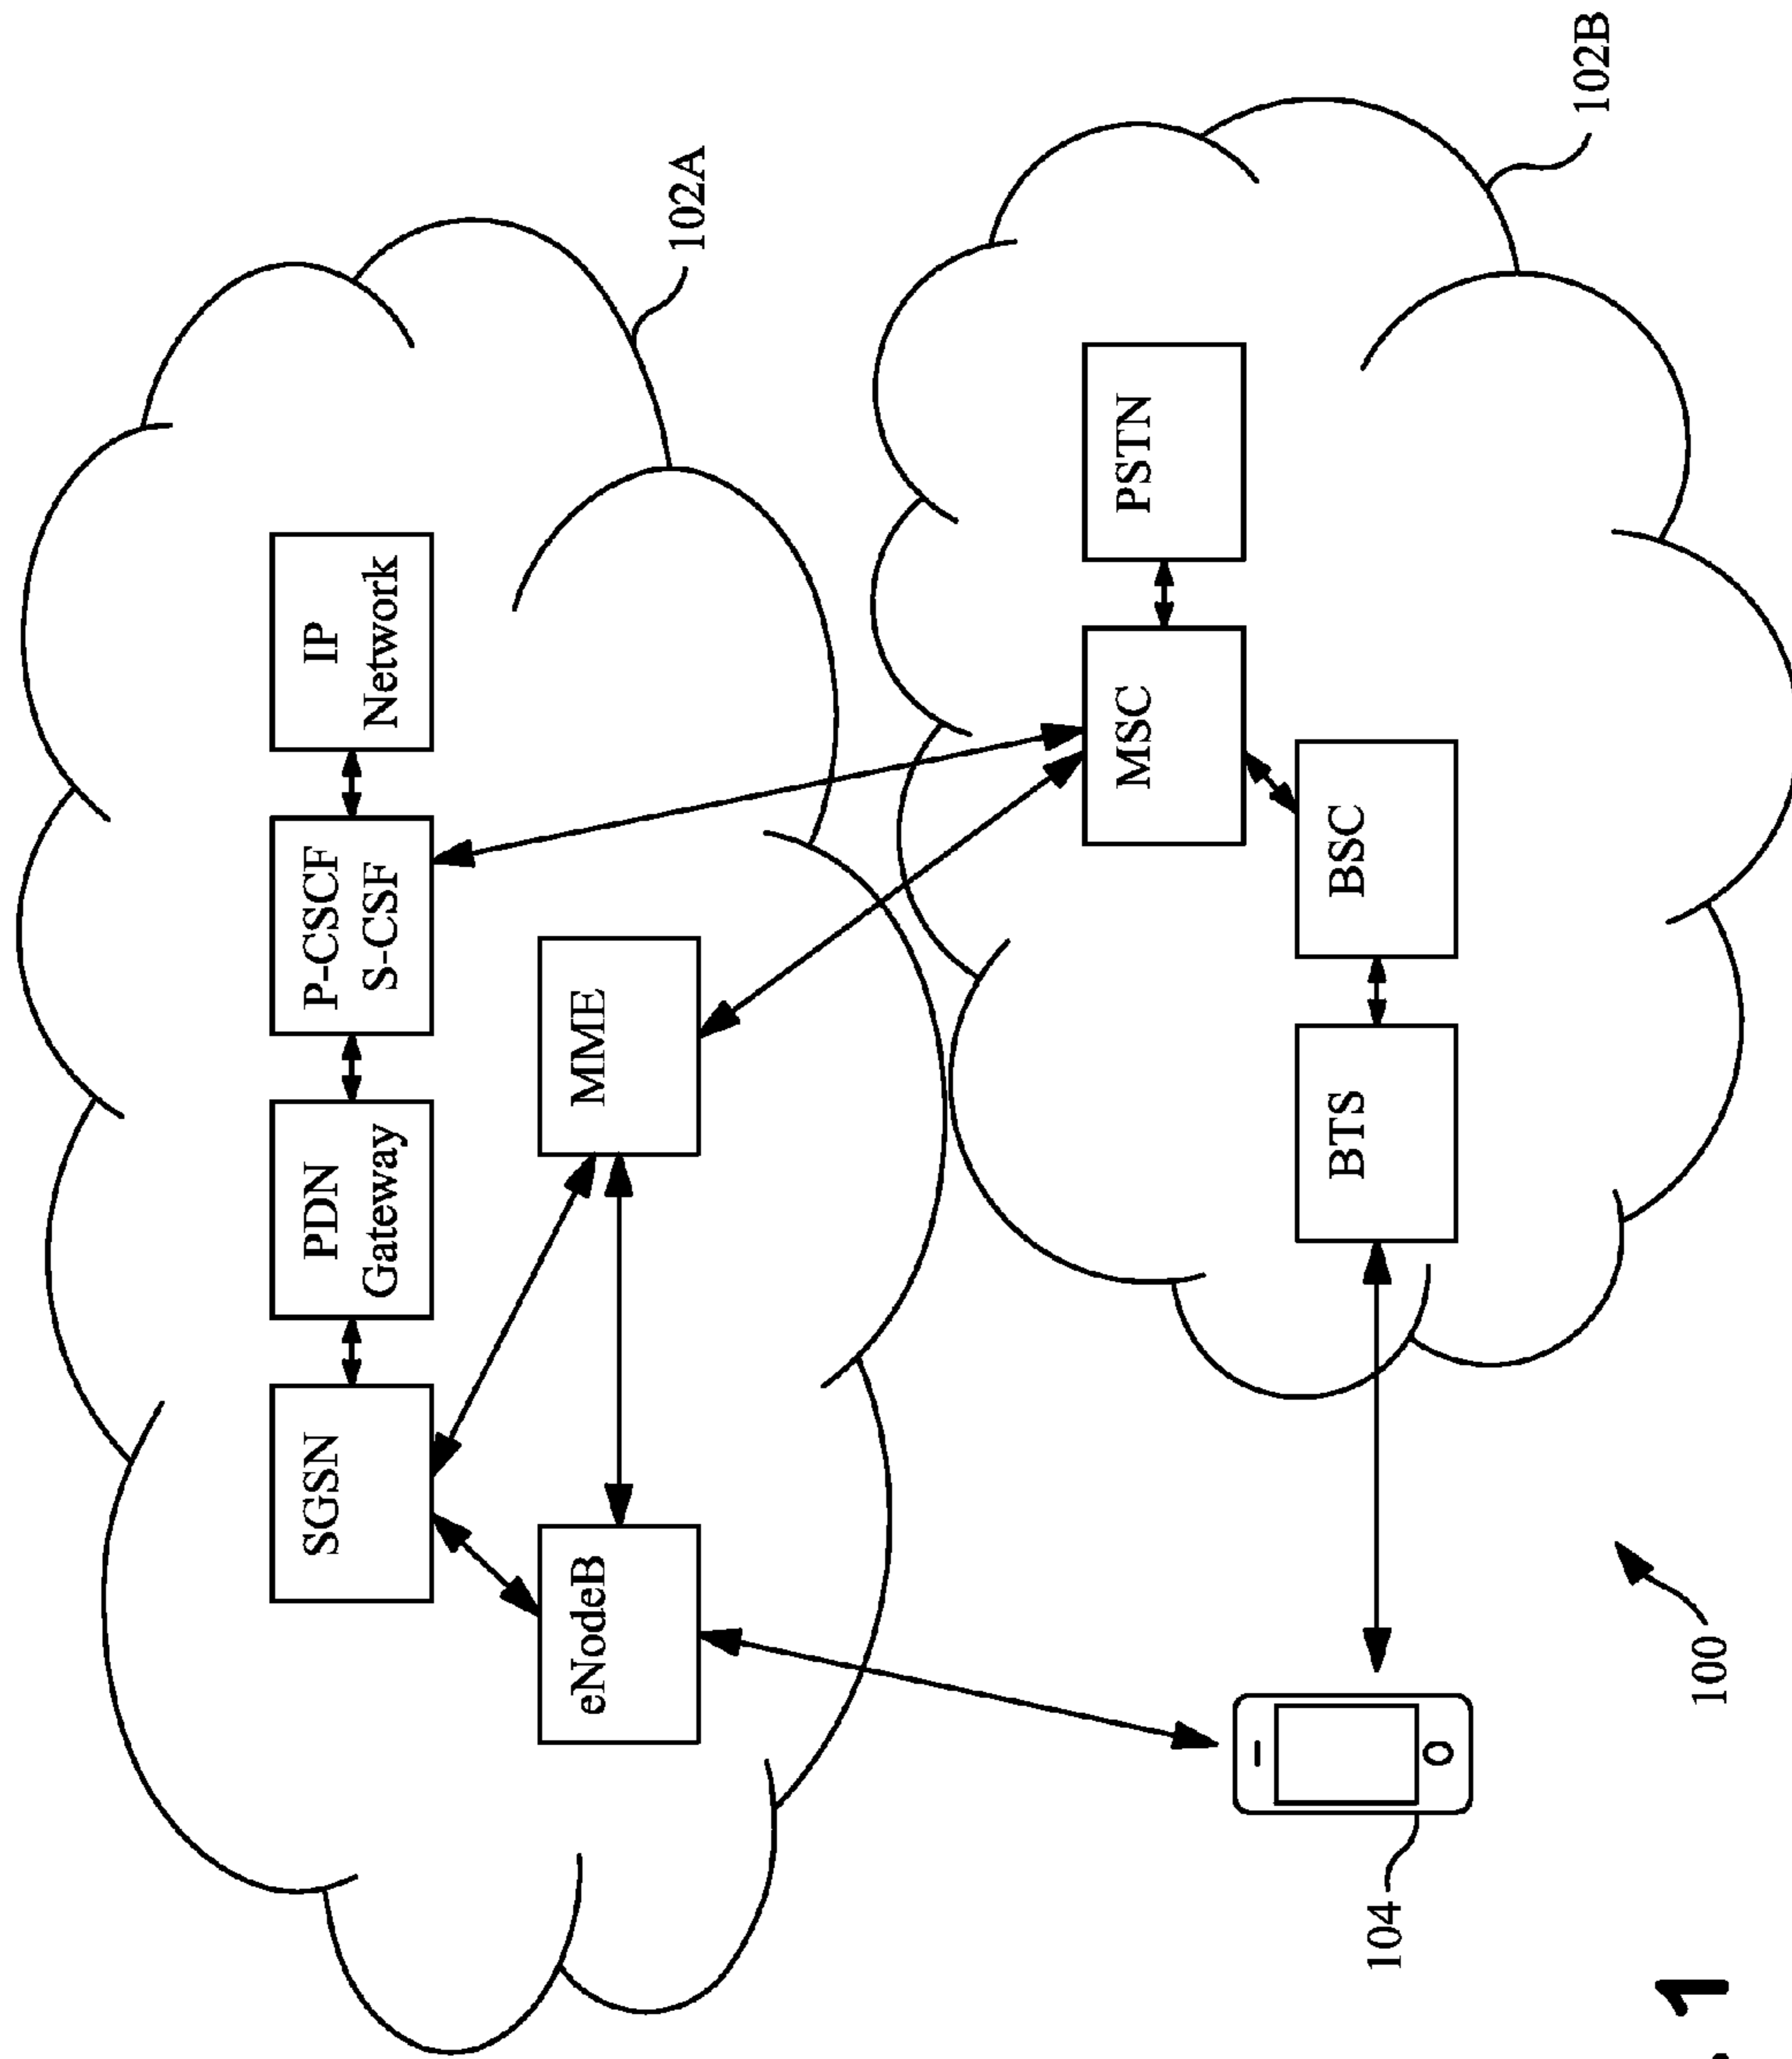 102A
SGSN
PDN
Gateway
P-CSCF
S-CSF
IP
Network
eNodeB
MME
102B
MSC
PSTN
BTS
BSC
104
100
1